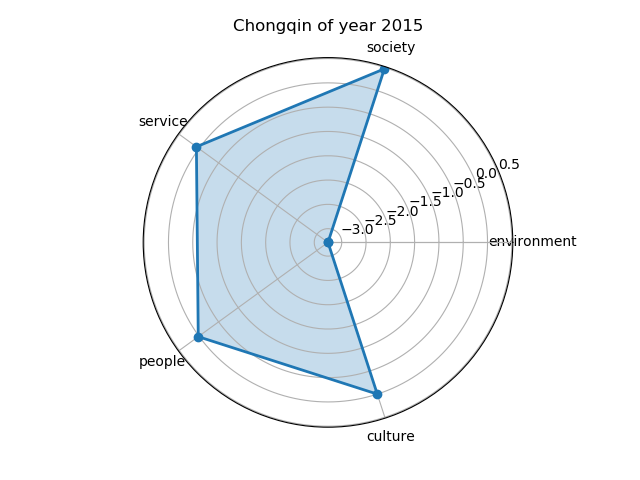 Chongqin of year 2015
society
service
0.5
0.0
−0.5
−1.0
−1.5
−2.0
−2.5
−3.0
environment
people
culture